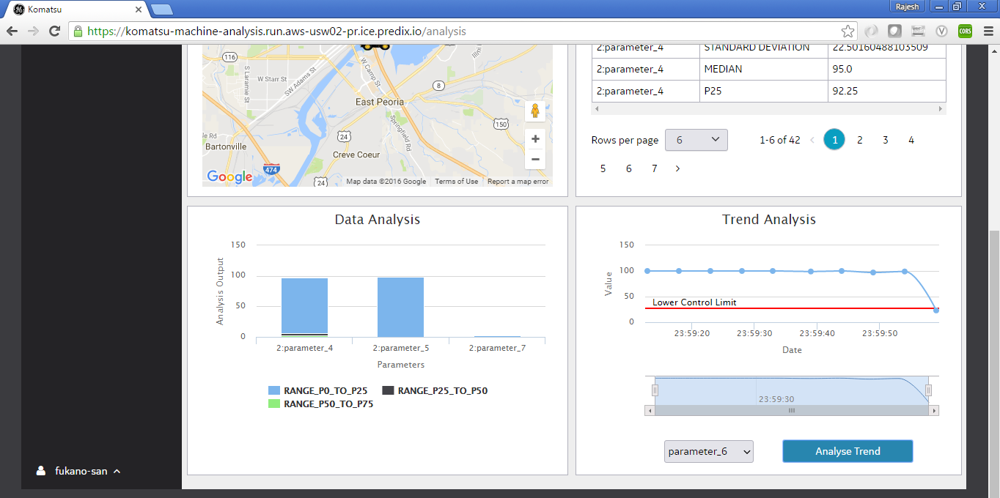 Komatsu
Rajesh
https://komatsu-machine-analysis.run.aws-usw02-pr.ice.predix.io/analysis
CORS
116
S Laramie St
W Starr St
SW Adams St
W Camp St
8
East Peoria
Springfield Rd
150
24
Bartonville
Creve Coeur
474
24
Google
Map data ©2016 Google Terms of Use Report a map error
2:parameter_4 STANDARD DEVIATION 22.50160488103509
2:parameter_4 MEDIAN 95.0
2:parameter_4 P25 92.25
Rows per page 6 1-6 of 42 1 2 3 4
5 6 7
Data Analysis
Analysis Output
150
100
50
0
2:parameter_4 2:parameter_5 2:parameter_7
Parameters
RANGE_P0_TO_P25 RANGE_P25_TO_P50
RANGE_P50_TO_P75
Trend Analysis
Value
150
100
50
0
Lower Control Limit
23:59:20 23:59:30 23:59:40 23:59:50
Date
23:59:30
parameter_6 Analyse Trend
fukano-san